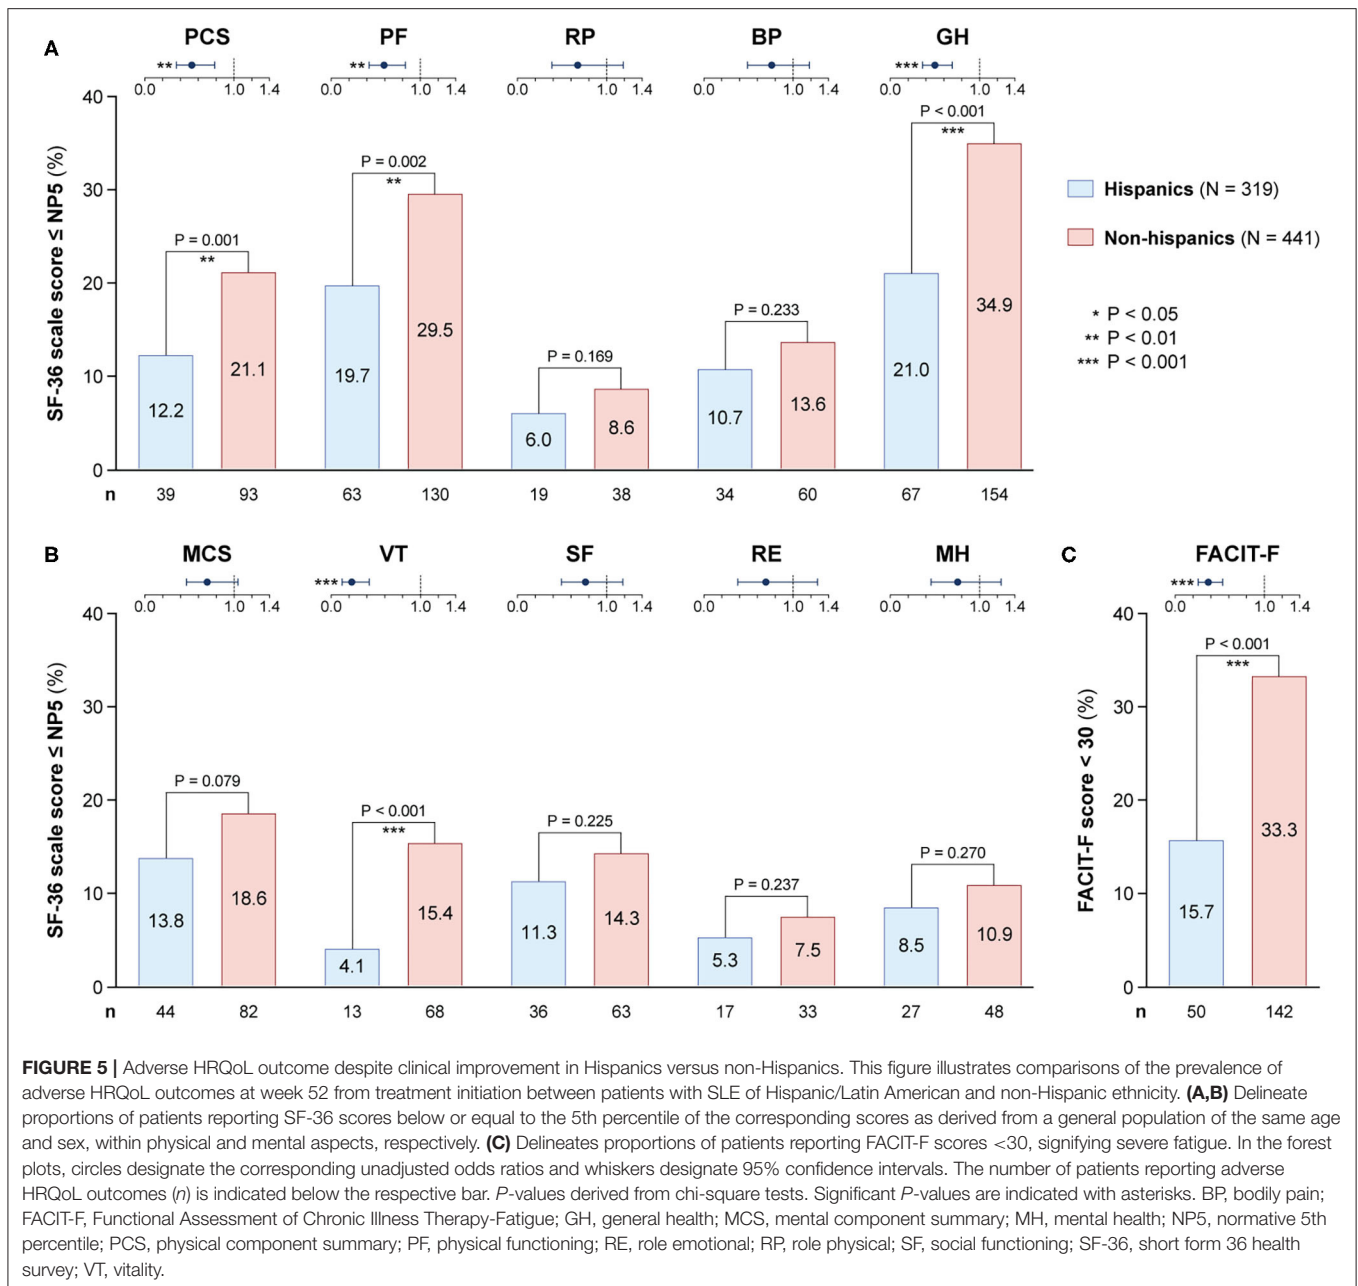 A
PCS PF RP BP GH
** ** ***
0.0 1.0 1.4 0.0 1.0 1.4 0.0 1.0 1.4 0.0 1.0 1.4 0.0 1.0 1.4
SF-36 scale score ≤ NP5 (%)
40
30
20
10
0
P = 0.001
**
P = 0.002
**
P = 0.169
P = 0.233
P < 0.001
***
12.2 21.1 19.7 29.5 6.0 8.6 10.7 13.6 21.0 34.9
n 39 93 63 130 19 38 34 60 67 154
Hispanics (N = 319)
Non-hispanics (N = 441)
* P < 0.05
** P < 0.01
*** P < 0.001
B
MCS VT SF RE MH
***
0.0 1.0 1.4 0.0 1.0 1.4 0.0 1.0 1.4 0.0 1.0 1.4 0.0 1.0 1.4
SF-36 scale score ≤ NP5 (%)
40
30
20
10
0
P = 0.079
P < 0.001
***
P = 0.225
P = 0.237
P = 0.270
13.8 18.6 4.1 15.4 11.3 14.3 5.3 7.5 8.5 10.9
n 44 82 13 68 36 63 17 33 27 48
C
FACIT-F
***
0.0 1.0 1.4
FACIT-F score < 30 (%)
40
30
20
10
0
P < 0.001
***
15.7 33.3
n 50 142
FIGURE 5 | Adverse HRQoL outcome despite clinical improvement in Hispanics versus non-Hispanics. This figure illustrates comparisons of the prevalence of
adverse HRQoL outcomes at week 52 from treatment initiation between patients with SLE of Hispanic/Latin American and non-Hispanic ethnicity. (A,B) Delineate
proportions of patients reporting SF-36 scores below or equal to the 5th percentile of the corresponding scores as derived from a general population of the same age
and sex, within physical and mental aspects, respectively. (C) Delineates proportions of patients reporting FACIT-F scores <30, signifying severe fatigue. In the forest
plots, circles designate the corresponding unadjusted odds ratios and whiskers designate 95% confidence intervals. The number of patients reporting adverse
HRQoL outcomes (n) is indicated below the respective bar. P-values derived from chi-square tests. Significant P-values are indicated with asterisks. BP, bodily pain;
FACIT-F, Functional Assessment of Chronic Illness Therapy-Fatigue; GH, general health; MCS, mental component summary; MH, mental health; NP5, normative 5th
percentile; PCS, physical component summary; PF, physical functioning; RE, role emotional; RP, role physical; SF, social functioning; SF-36, short form 36 health
survey; VT, vitality.